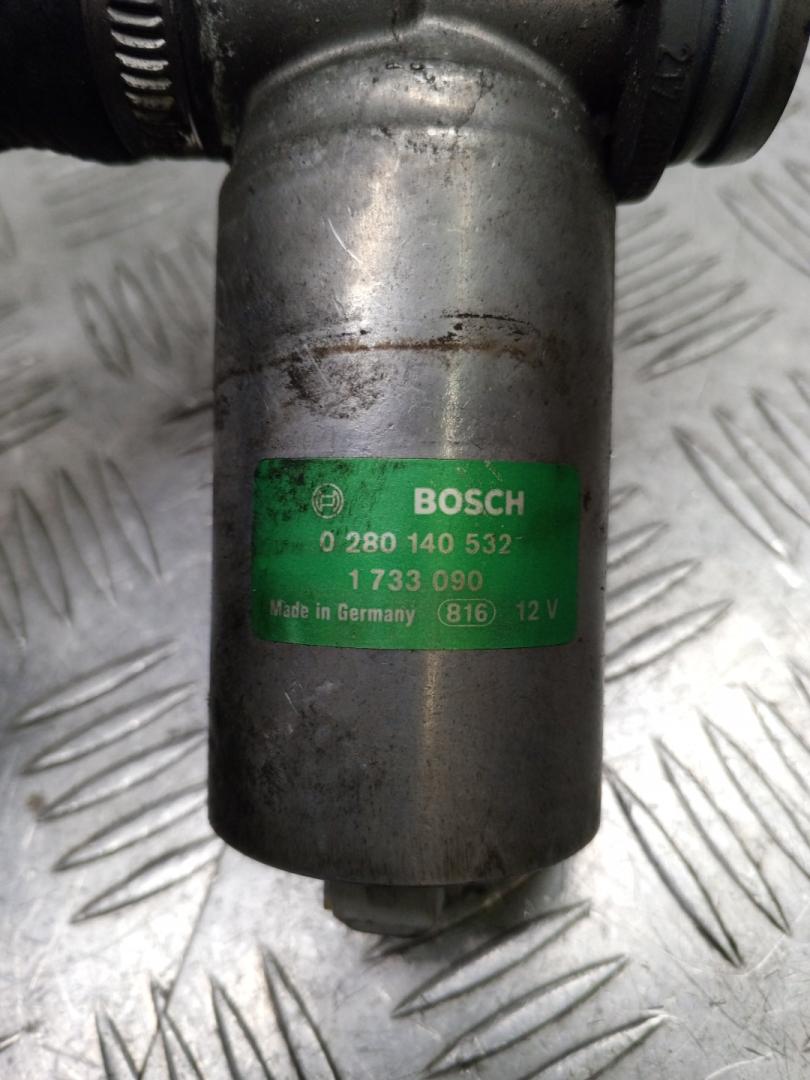 BOSCH
0 280 140 532
1 733 090
Made in Germany 816 12 V